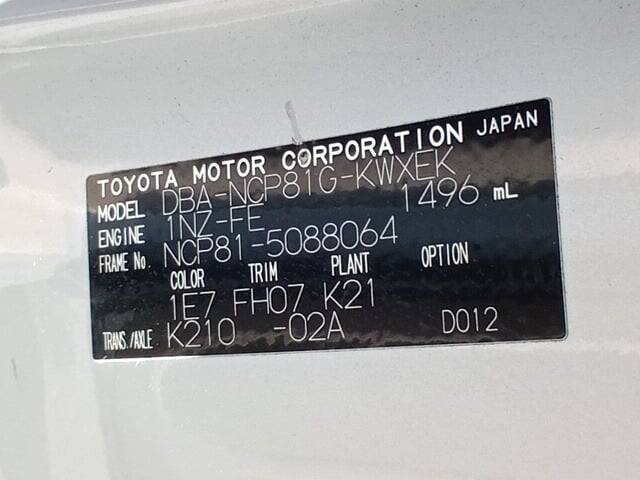 TOYOTA MOTOR CORPORATION JAPAN
MODEL DBA-NCP81G-KWXEK
ENGINE 1NZ-FE 1496 mL
FRAME No. NCP81-5088064
COLOR TRIM PLANT OPTION
1E7 FH07 K21
TRANS./AXLE K210 -02A D012